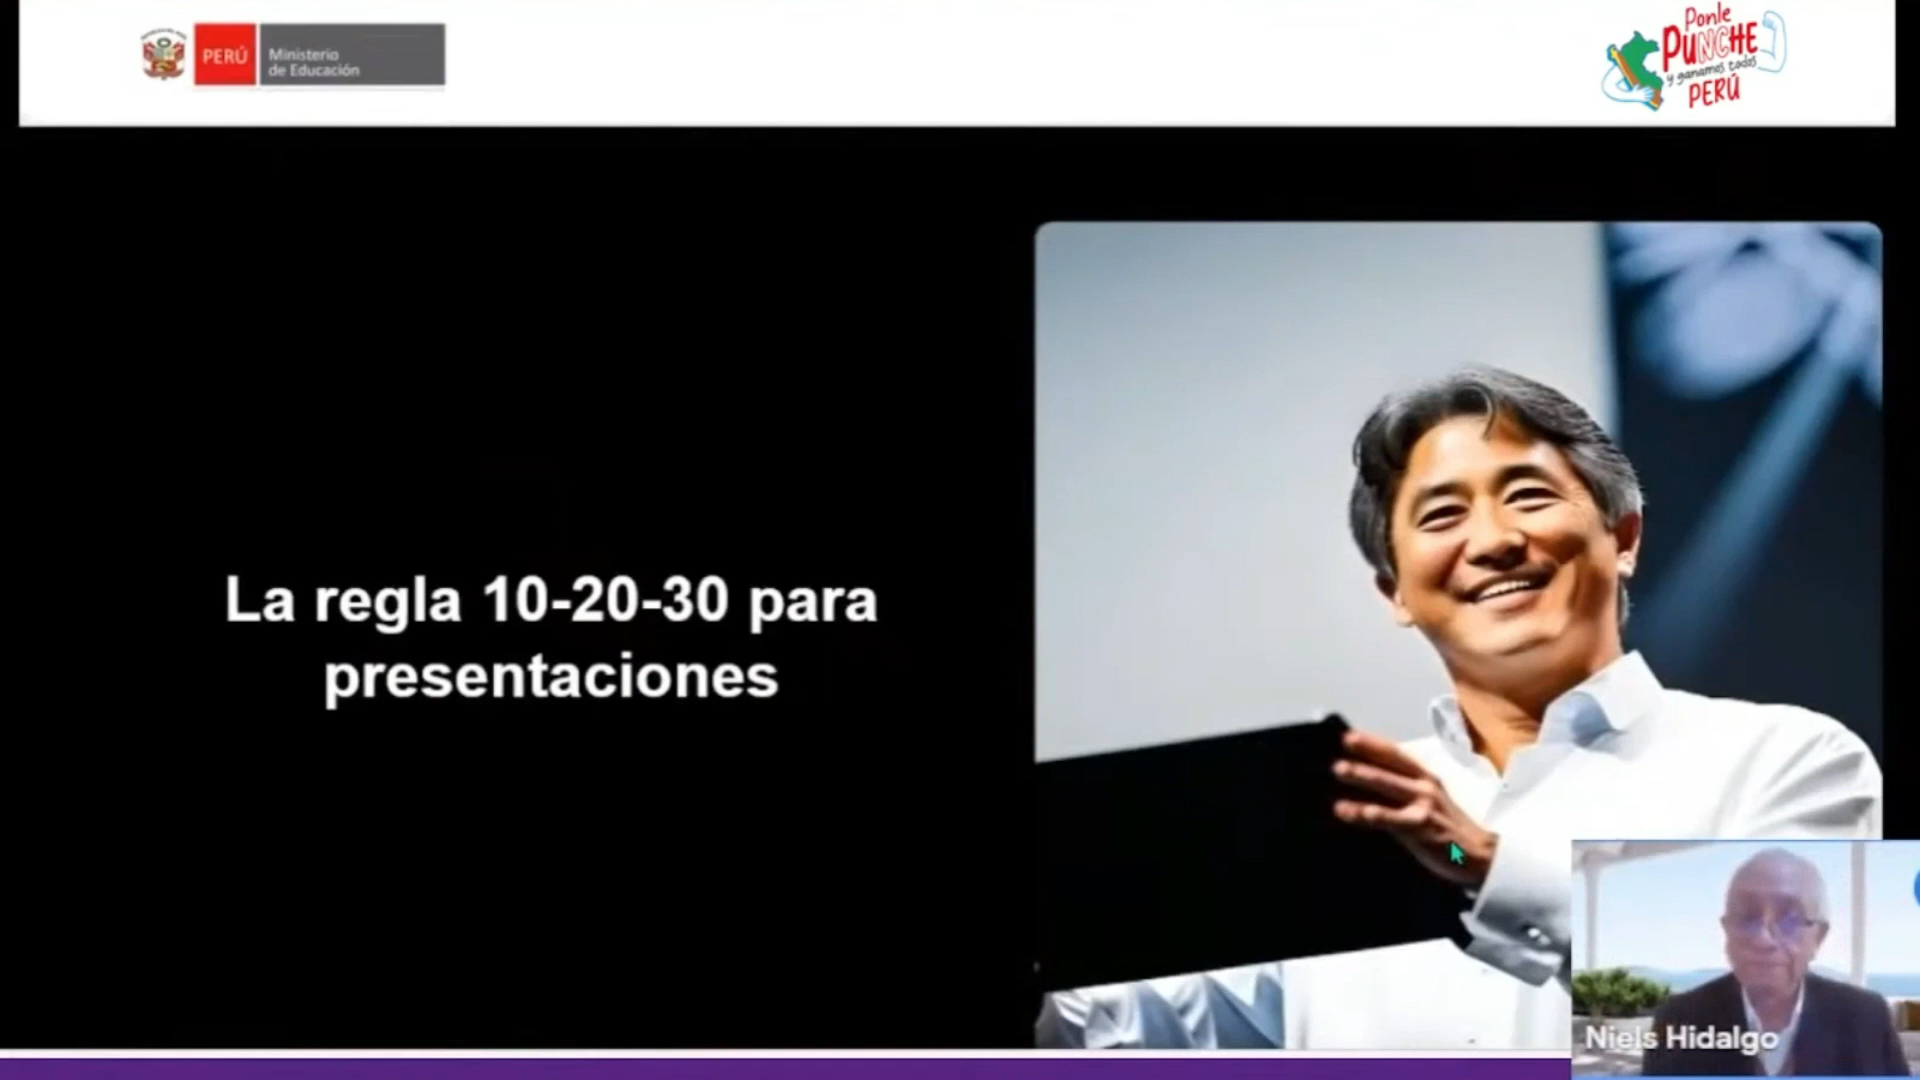 PERÚ
Ministerio
de Educación
Ponle
PUNCHE
y ganamos todos
PERÚ
La regla 10-20-30 para
presentaciones
Niels Hidalgo